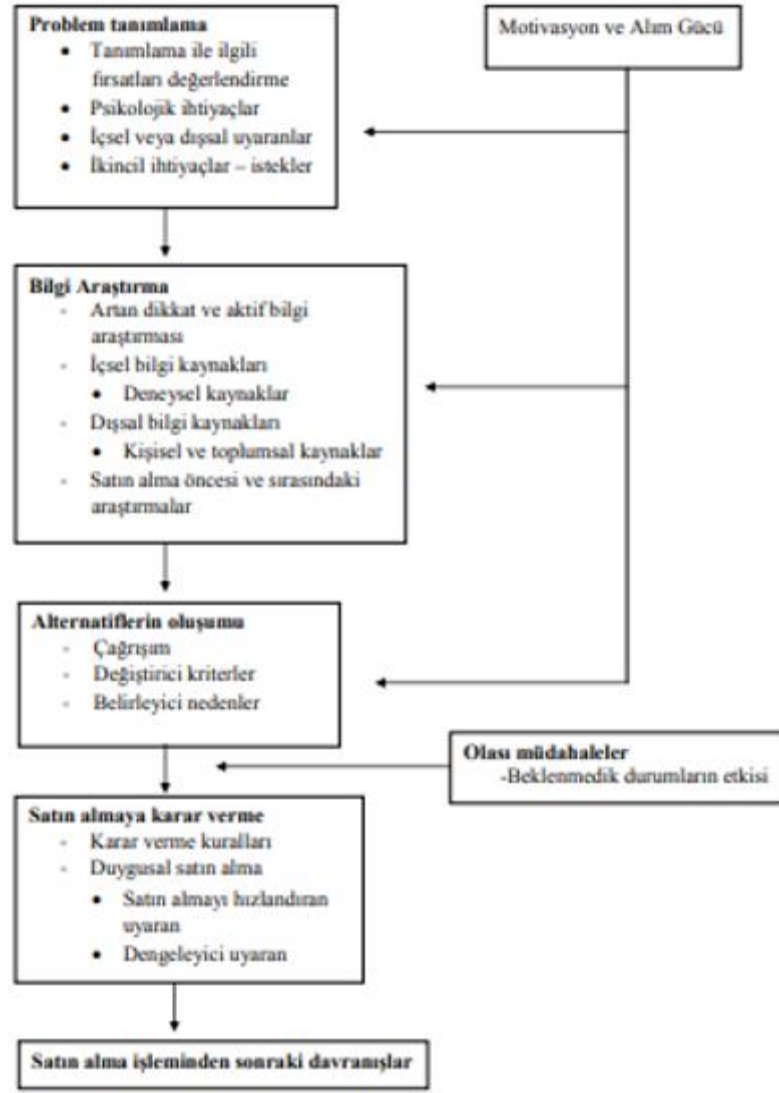 Problem tanımlama
• Tanımlama ile ilgili
fırsatları değerlendirme
• Psikolojik ihtiyaçlar
• İçsel veya dışsal uyaranlar
• İkincil ihtiyaçlar – istekler
Motivasyon ve Alım Gücü
Bilgi Araştırma
- Artan dikkat ve aktif bilgi
araştırması
- İçsel bilgi kaynakları
• Deneysel kaynaklar
- Dışsal bilgi kaynakları
• Kişisel ve toplumsal kaynaklar
- Satın alma öncesi ve sırasındaki
araştırmalar
Alternatiflerin oluşumu
- Çağrışım
- Değiştirici kriterler
- Belirleyici nedenler
Olası müdahaleler
-Beklenmedik durumların etkisi
Satın almaya karar verme
- Karar verme kuralları
- Duygusal satın alma
• Satın almayı hızlandıran
uyaran
• Dengeleyici uyaran
Satın alma işleminden sonraki davranışlar